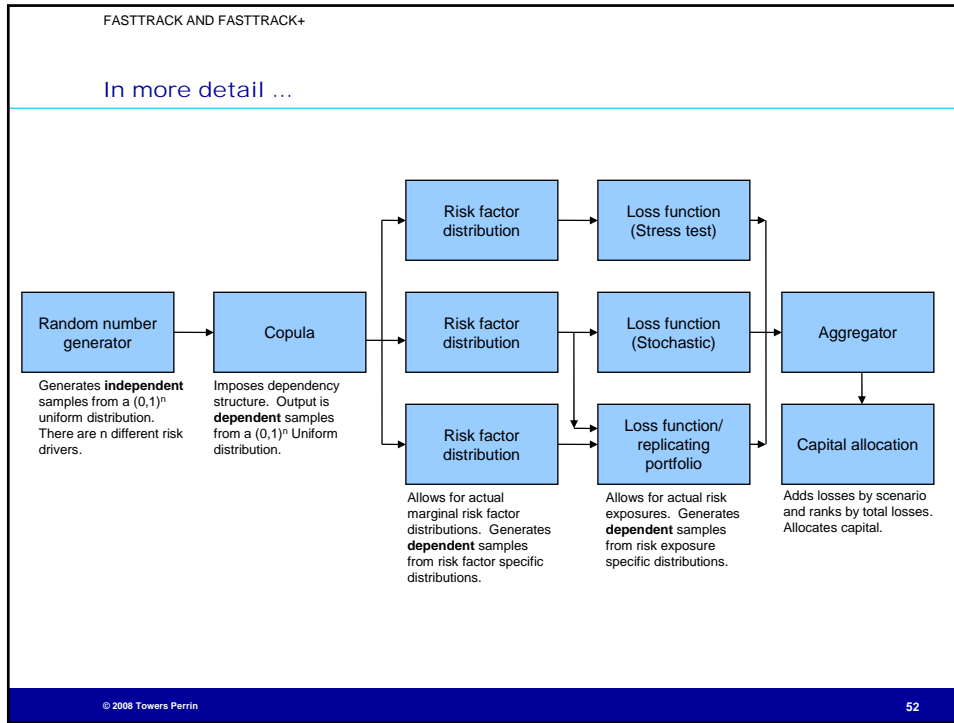 FASTTRACK AND FASTTRACK+
In more detail ...
Risk factor
distribution
Loss function
(Stress test)
Random number
generator
Copula
Risk factor
distribution
Loss function
(Stochastic)
Aggregator
Generates independent
samples from a (0,1)ⁿ
uniform distribution.
There are n different risk
drivers.
Imposes dependency
structure.  Output is
dependent samples
from a (0,1)ⁿ Uniform
distribution.
Risk factor
distribution
Loss function/
replicating
portfolio
Capital allocation
Allows for actual
marginal risk factor
distributions.  Generates
dependent samples
from risk factor specific
distributions.
Allows for actual risk
exposures.  Generates
dependent samples
from risk exposure
specific distributions.
Adds losses by scenario
and ranks by total losses.
Allocates capital.
© 2008 Towers Perrin
52